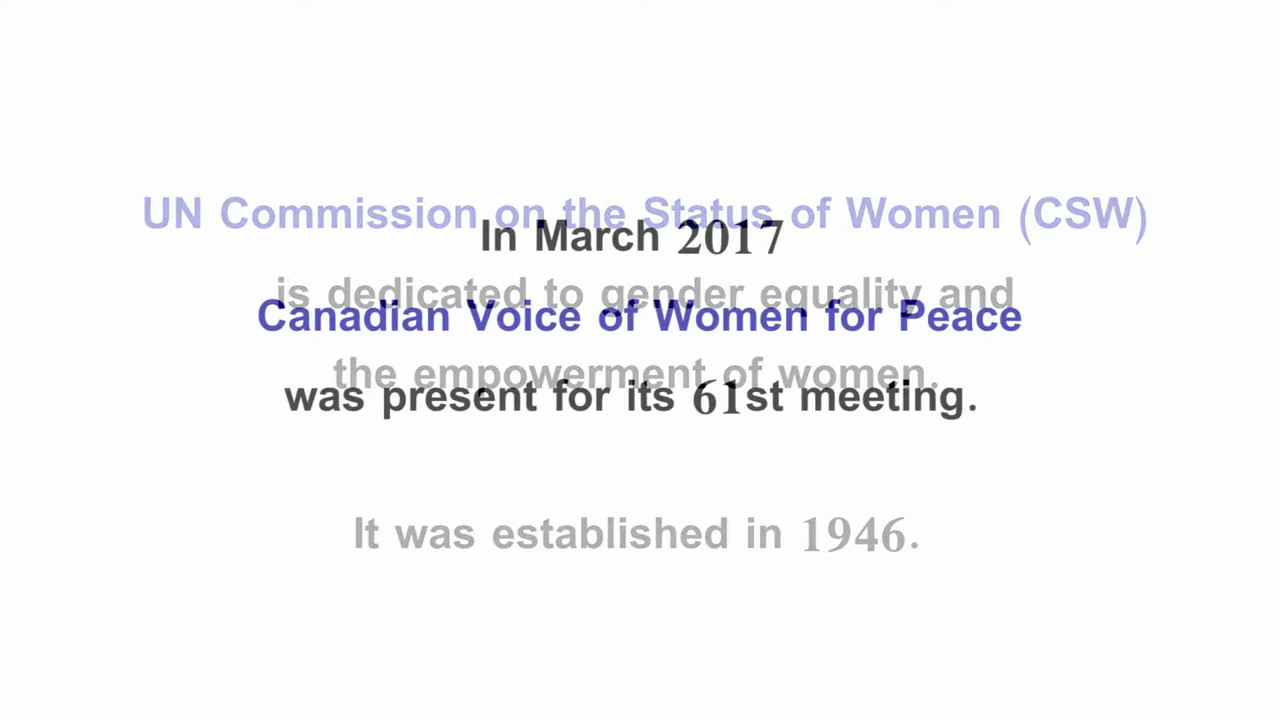 UN Commission on the Status of Women (CSW)
In March 2017
is dedicated to gender equality and
Canadian Voice of Women for Peace
the empowerment of women.
was present for its 61st meeting.
It was established in 1946.